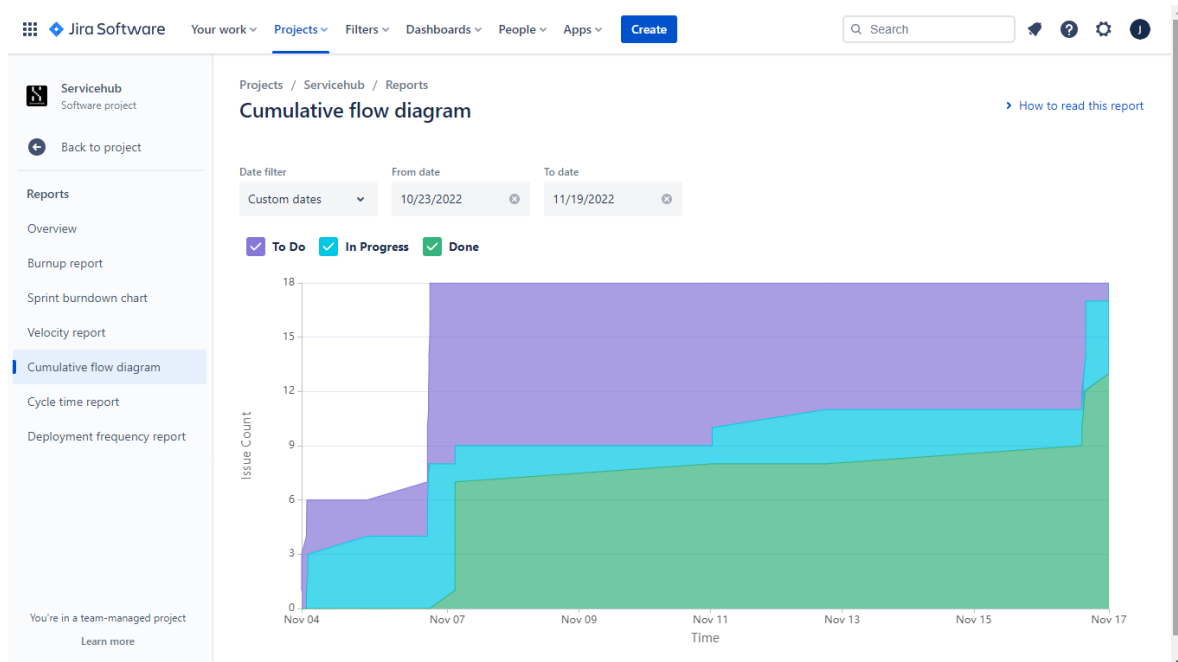 Jira Software Your work Projects Filters Dashboards People Apps Create Search J
Servicehub
Software project
Back to project
Reports
Overview
Burnup report
Sprint burndown chart
Velocity report
Cumulative flow diagram
Cycle time report
Deployment frequency report
You're in a team-managed project
Learn more
Projects / Servicehub / Reports
Cumulative flow diagram
How to read this report
Date filter From date To date
Custom dates 10/23/2022 11/19/2022
To Do In Progress Done
18
15
12
9
6
3
0
Issue Count
Nov 04 Nov 07 Nov 09 Nov 11 Nov 13 Nov 15 Nov 17
Time